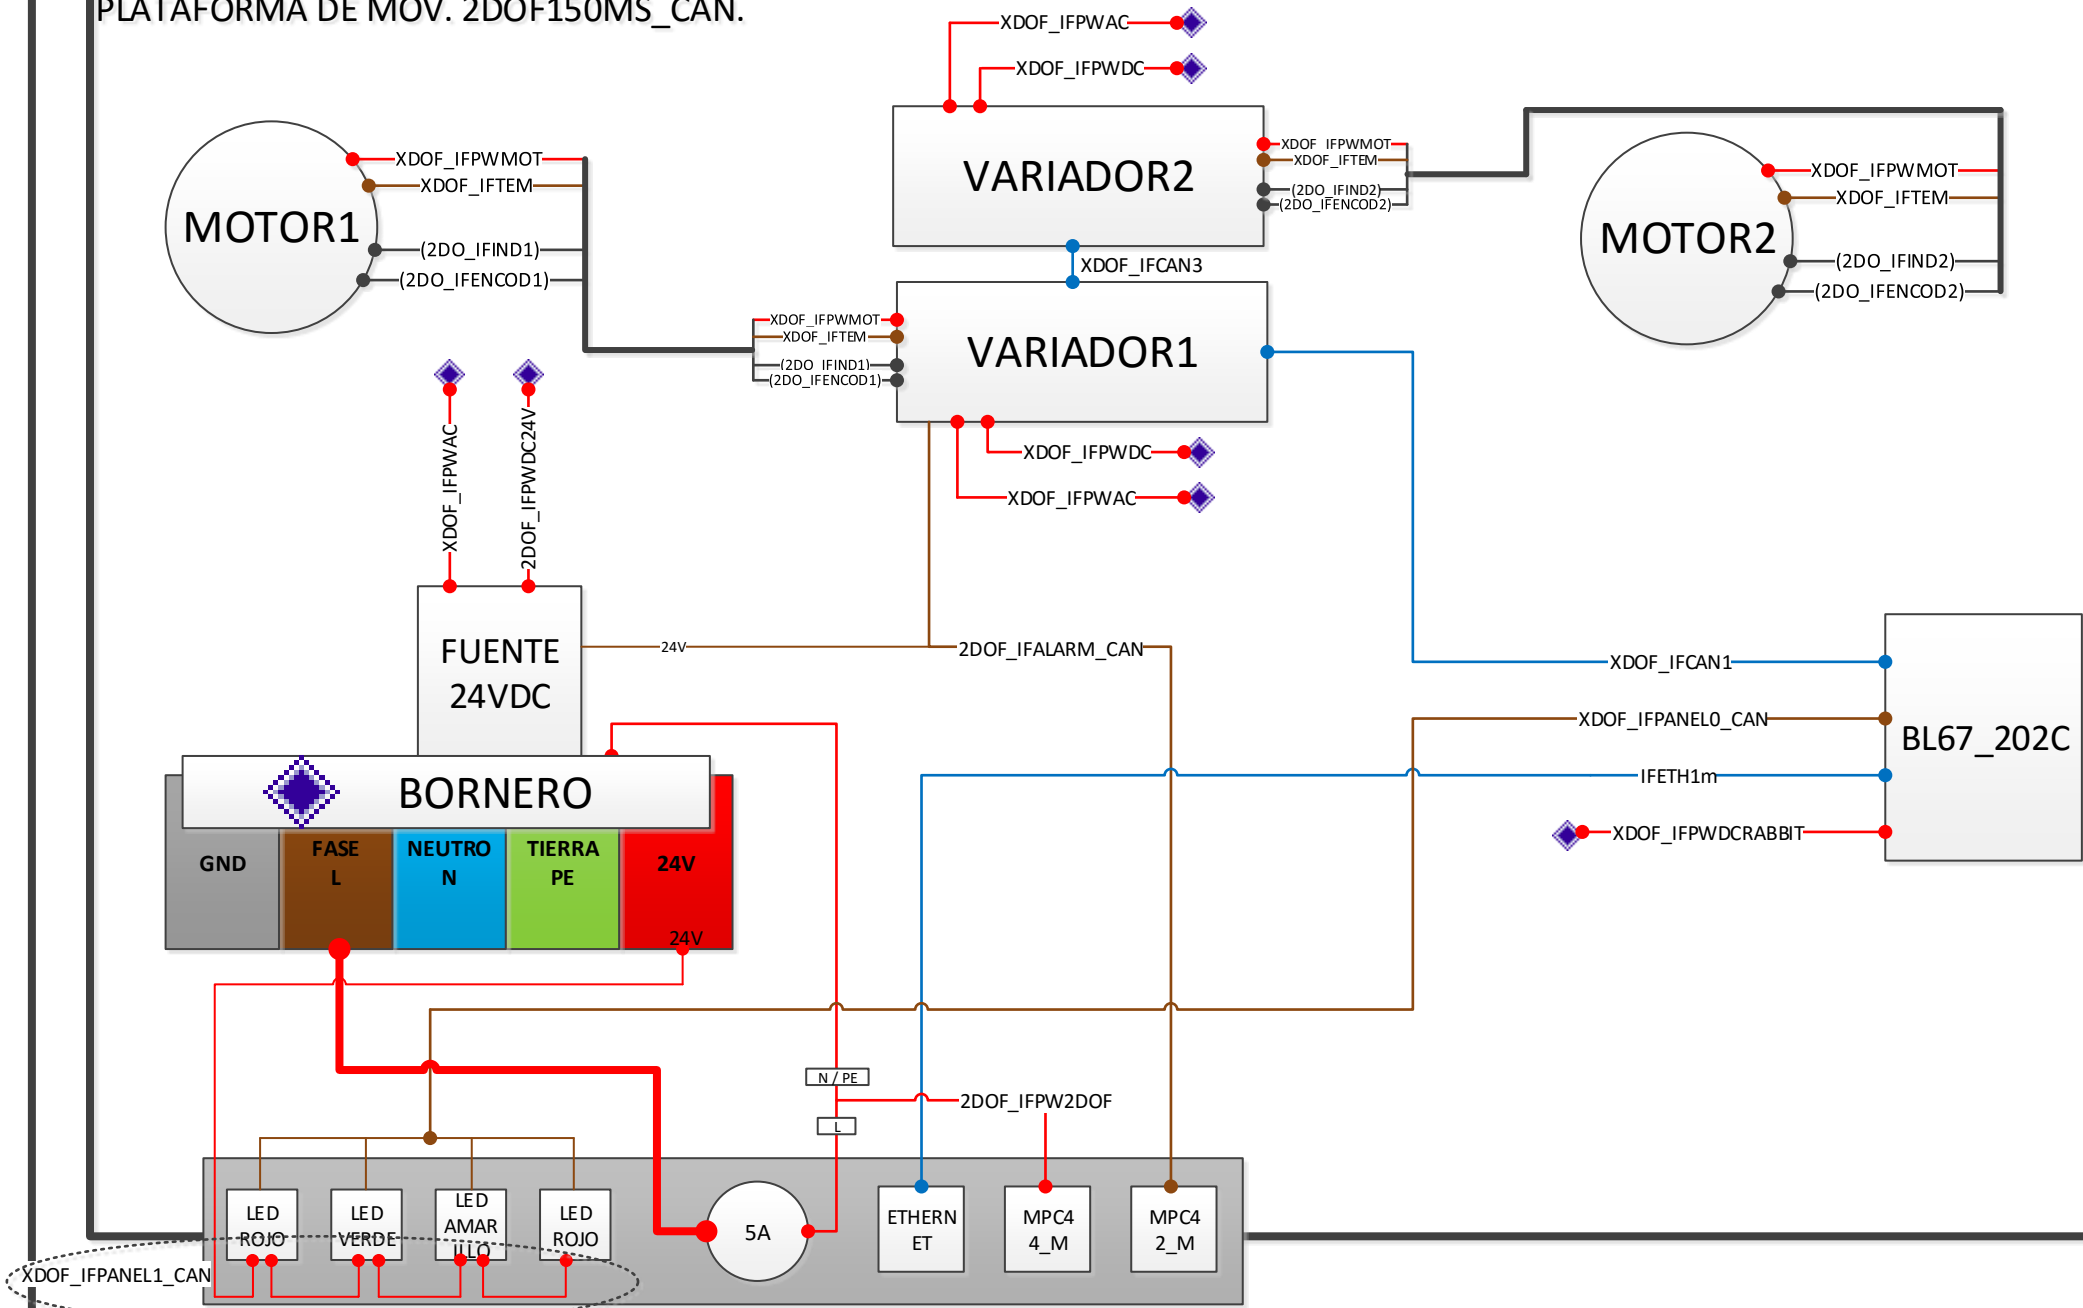 PLATAFORMA DE MOV. 2DOF150MS_CAN.
XDOF_IFPWAC
XDOF_IFPWDC
VARIADOR2
XDOF_IFPWMOT
XDOF_IFTEM
(2DO_IFIND2)
(2DO_IFENCOD2)
MOTOR1
XDOF_IFPWMOT
XDOF_IFTEM
(2DO_IFIND1)
(2DO_IFENCOD1)
MOTOR2
XDOF_IFPWMOT
XDOF_IFTEM
(2DO_IFIND2)
(2DO_IFENCOD2)
XDOF_IFCAN3
VARIADOR1
XDOF_IFPWMOT
XDOF_IFTEM
(2DO_IFIND1)
(2DO_IFENCOD1)
XDOF_IFPWDC
XDOF_IFPWAC
XDOF_IFPWAC
2DOF_IFPWDC24V
FUENTE
24VDC
24V
2DOF_IFALARM_CAN
XDOF_IFCAN1
XDOF_IFPANEL0_CAN
IFETH1m
XDOF_IFPWDCRABBIT
BL67_202C
BORNERO
GND
FASE
L
NEUTRO
N
TIERRA
PE
24V
24V
N / PE
L
2DOF_IFPW2DOF
LED
ROJO
LED
VERDE
LED
AMAR
ILLO
LED
ROJO
5A
ETHERN
ET
MPC4
4_M
MPC4
2_M
XDOF_IFPANEL1_CAN